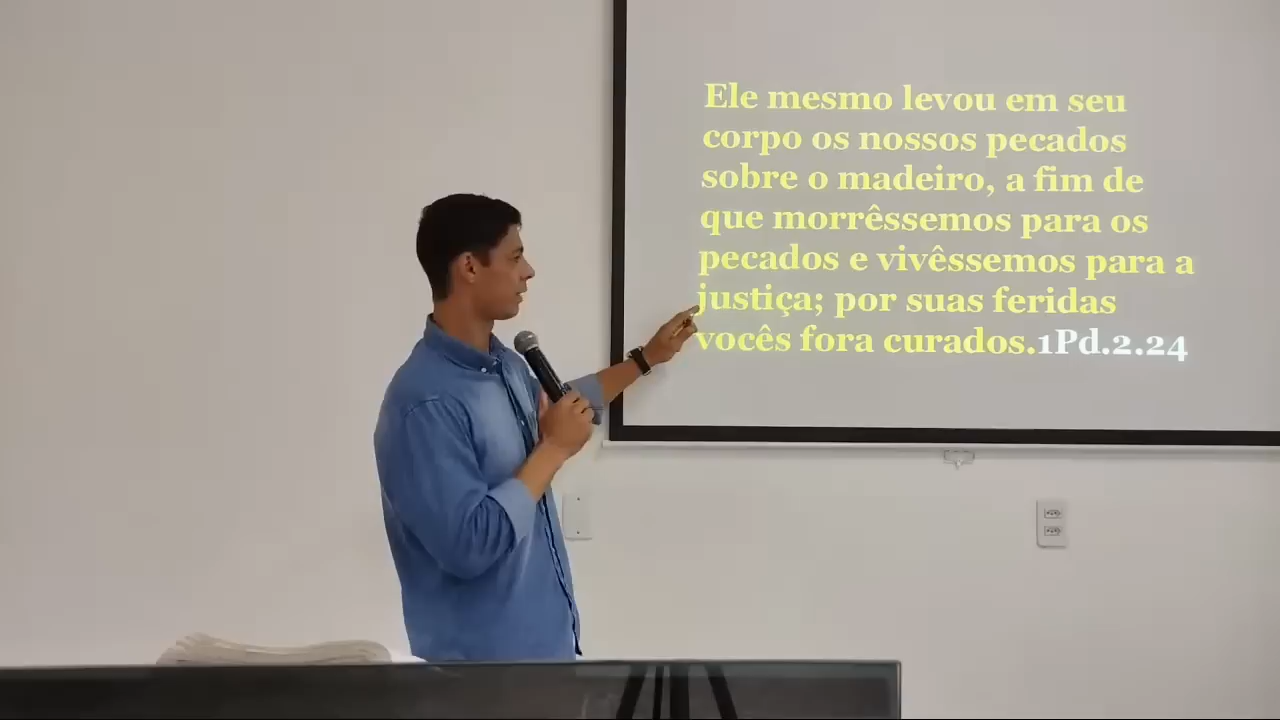 Ele mesmo levou em seu
corpo os nossos pecados
sobre o madeiro, a fim de
que morrêssemos para os
pecados e vivêssemos para a
justiça; por suas feridas
vocês fora curados.1Pd.2.24